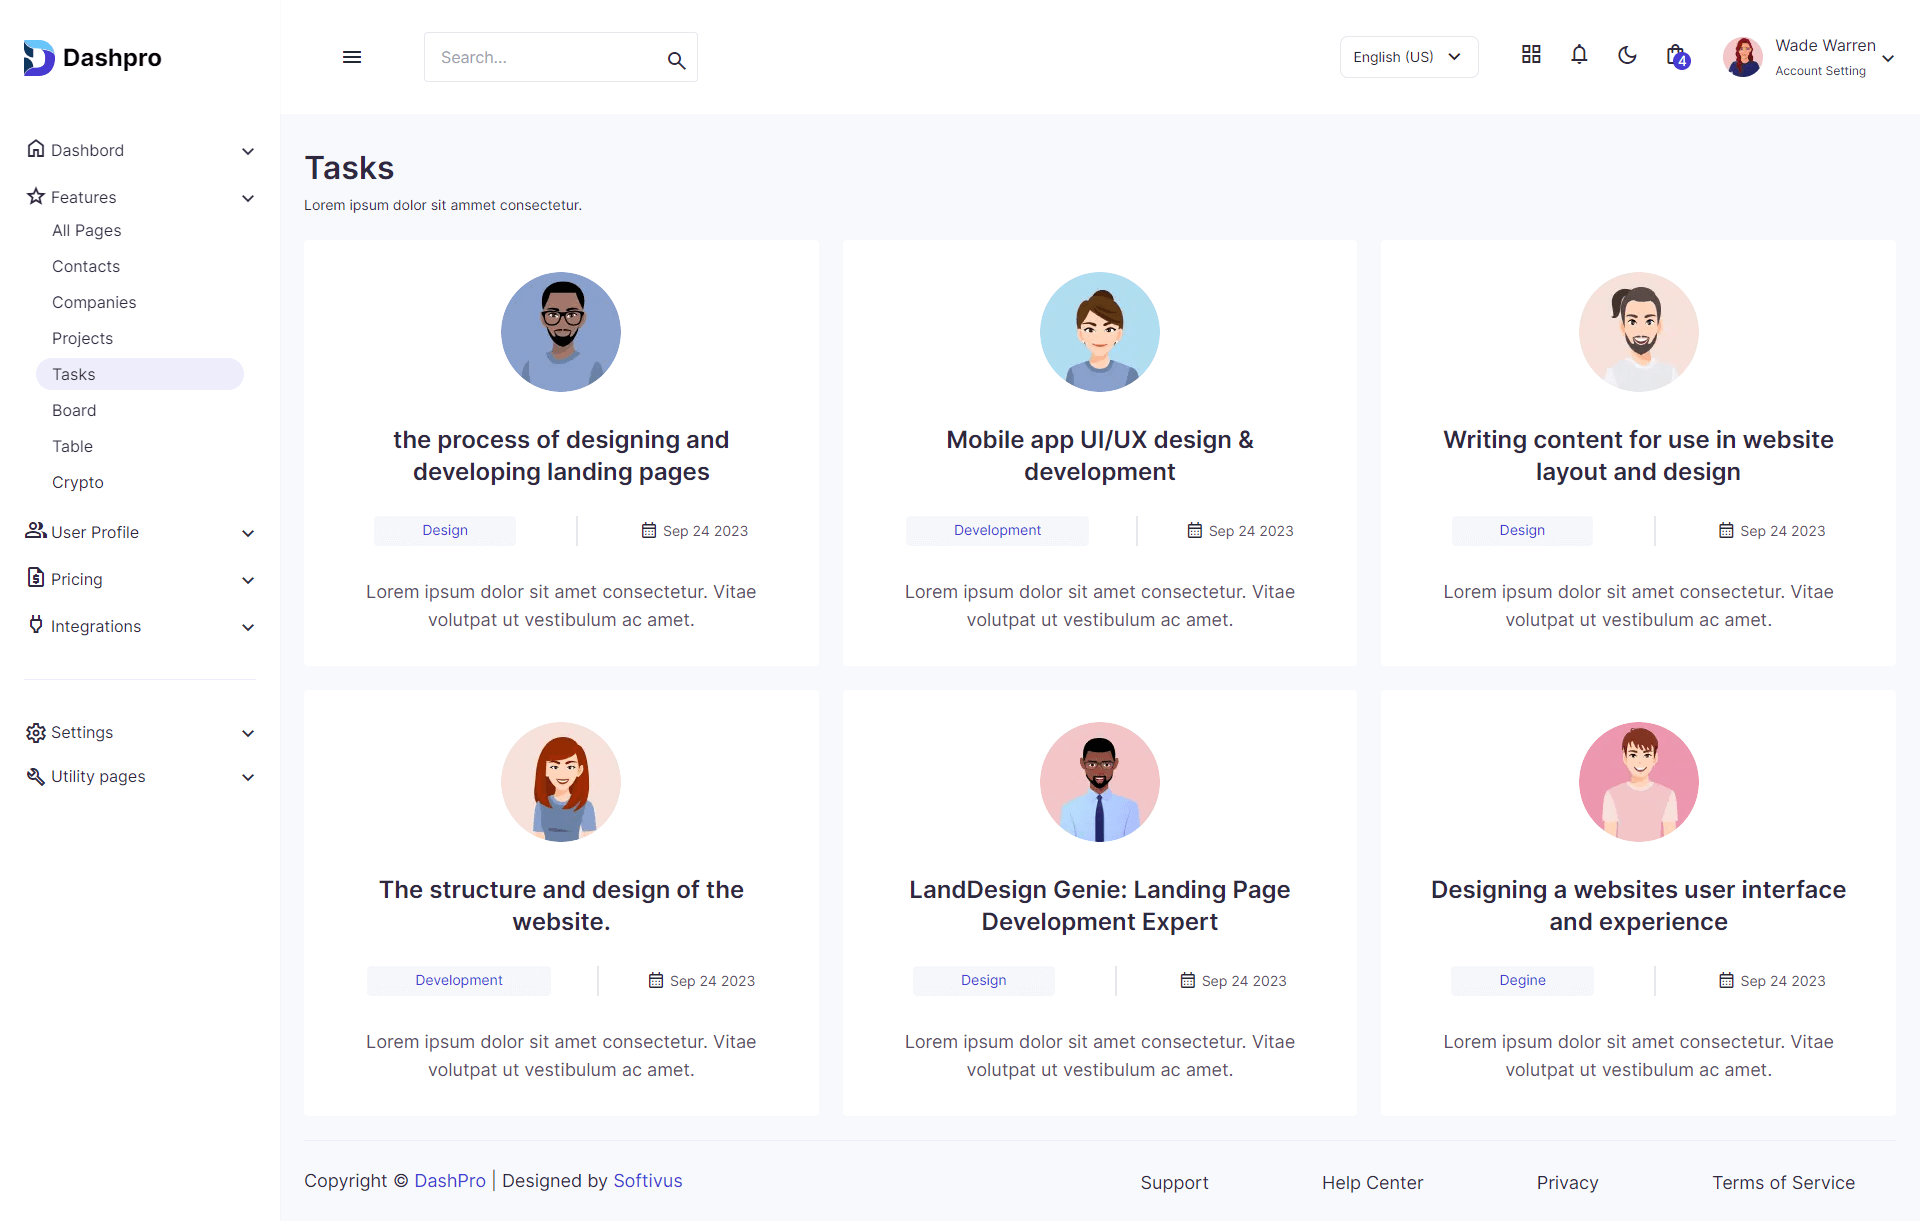 Dashpro
Search...
English (US)
4
Wade Warren
Account Setting
Dashbord
Features
All Pages
Contacts
Companies
Projects
Tasks
Board
Table
Crypto
User Profile
Pricing
Integrations
Settings
Utility pages
Tasks
Lorem ipsum dolor sit ammet consectetur.
the process of designing and
developing landing pages
Design
Sep 24 2023
Lorem ipsum dolor sit amet consectetur. Vitae
volutpat ut vestibulum ac amet.
Mobile app UI/UX design &
development
Development
Sep 24 2023
Lorem ipsum dolor sit amet consectetur. Vitae
volutpat ut vestibulum ac amet.
Writing content for use in website
layout and design
Design
Sep 24 2023
Lorem ipsum dolor sit amet consectetur. Vitae
volutpat ut vestibulum ac amet.
The structure and design of the
website.
Development
Sep 24 2023
Lorem ipsum dolor sit amet consectetur. Vitae
volutpat ut vestibulum ac amet.
LandDesign Genie: Landing Page
Development Expert
Design
Sep 24 2023
Lorem ipsum dolor sit amet consectetur. Vitae
volutpat ut vestibulum ac amet.
Designing a websites user interface
and experience
Degine
Sep 24 2023
Lorem ipsum dolor sit amet consectetur. Vitae
volutpat ut vestibulum ac amet.
Copyright © DashPro | Designed by Softivus
Support
Help Center
Privacy
Terms of Service